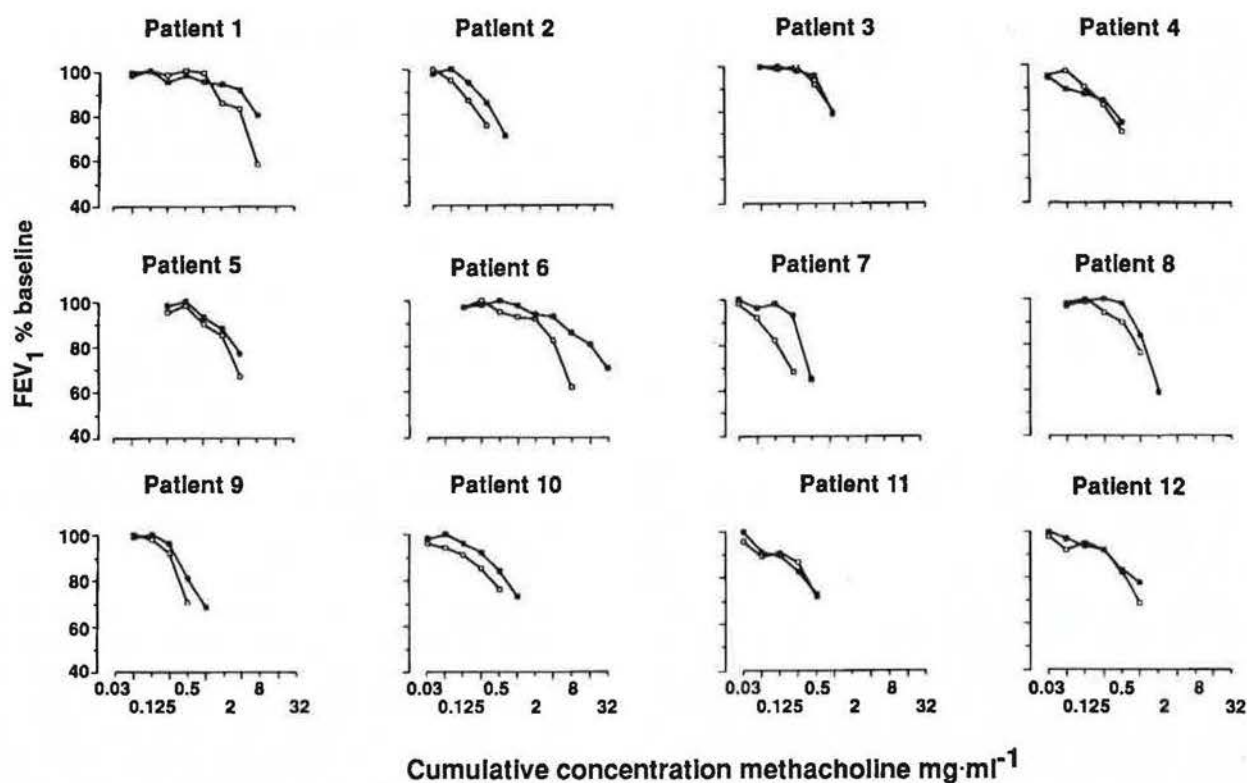 Patient 1 Patient 2 Patient 3 Patient 4
100
80
60
40
Patient 5 Patient 6 Patient 7 Patient 8
100
80
60
40
FEV1 % baseline
Patient 9 Patient 10 Patient 11 Patient 12
100
80
60
40
0.03 0.5 8 0.03 0.5 8 0.03 0.5 8 0.03 0.5 8
0.125 2 32 0.125 2 32 0.125 2 32 0.125 2 32
Cumulative concentration methacholine mg·ml-1